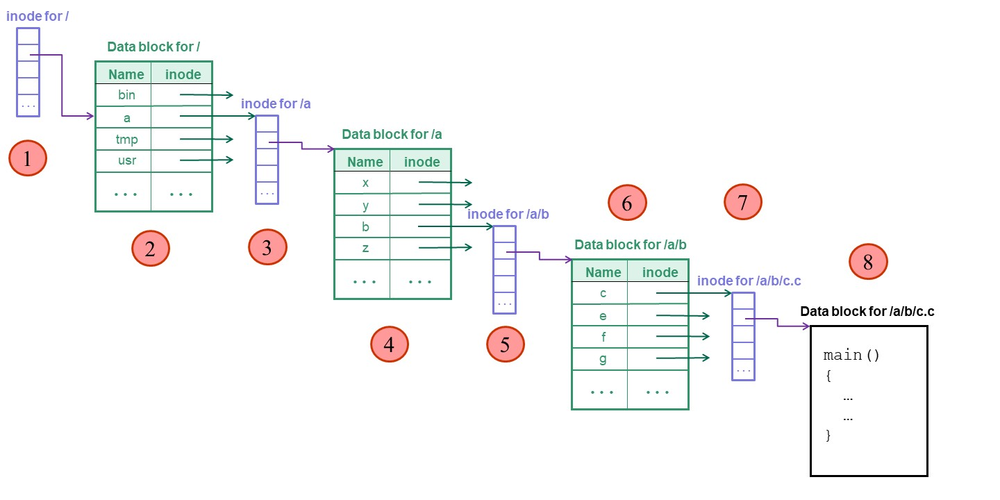 inode for /
...
1
Data block for /
Name inode
bin
a
tmp
usr
... ...
2
inode for /a
...
3
Data block for /a
Name inode
x
y
b
z
... ...
4
inode for /a/b
...
5
6
Data block for /a/b
Name inode
c
e
f
g
... ...
7
inode for /a/b/c.c
...
8
Data block for /a/b/c.c
main()
{
...
...
}